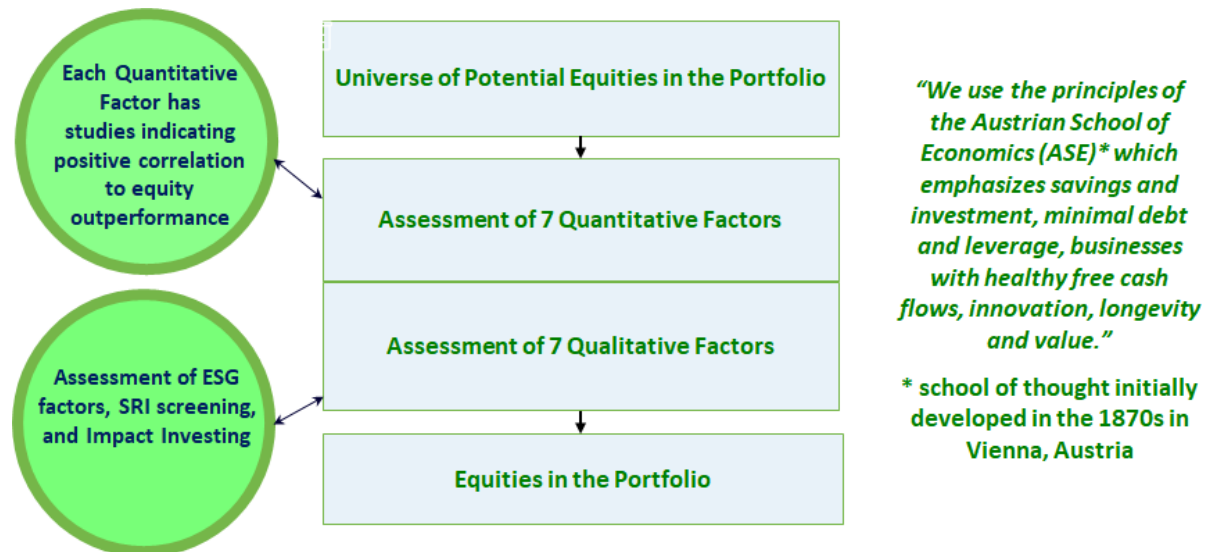 Each Quantitative
Factor has
studies indicating
positive correlation
to equity
outperformance
Universe of Potential Equities in the Portfolio
Assessment of 7 Quantitative Factors
Assessment of ESG
factors, SRI screening,
and Impact Investing
Assessment of 7 Qualitative Factors
Equities in the Portfolio
“We use the principles of
the Austrian School of
Economics (ASE)* which
emphasizes savings and
investment, minimal debt
and leverage, businesses
with healthy free cash
flows, innovation, longevity
and value.”
* school of thought initially
developed in the 1870s in
Vienna, Austria